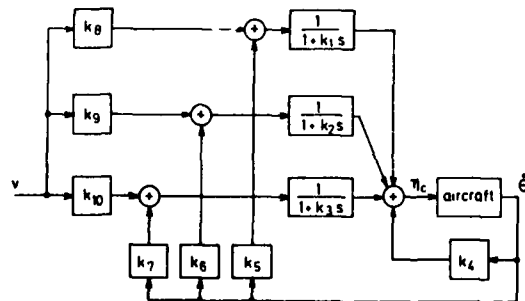 k8
+
1
1+k1s
k9
+
1
1+k2s
v
k10
+
1
1+k3s
+
ηc
aircraft
θ̇
k7
k6
k5
k4